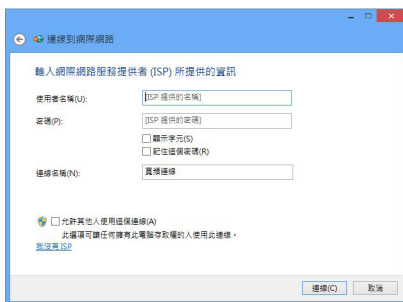 連線到網際網路
輸入網際網路服務提供者 (ISP) 所提供的資訊
使用者名稱(U): [ISP 提供的名稱]
密碼(P): [ISP 提供的密碼]
顯示字元(S)
記住這個密碼(R)
連線名稱(N): 寬頻連線
允許其他人使用這個連線(A)
此選項可讓任何擁有此電腦存取權的人使用此連線。
我沒有 ISP
連線(C) 取消